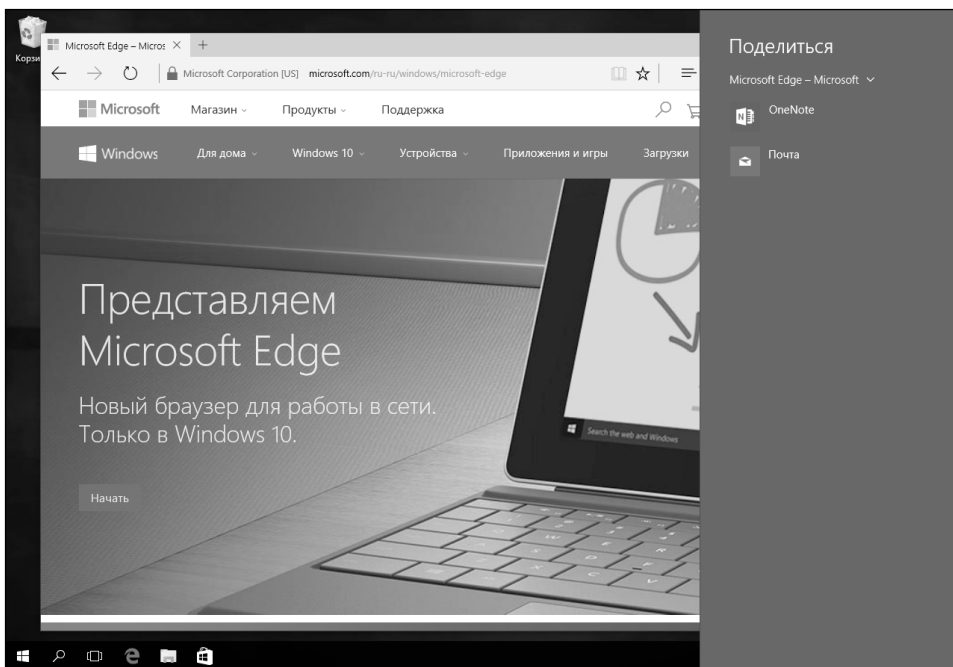 Корзи
Microsoft Edge – Micros
Microsoft Corporation [US] microsoft.com/ru-ru/windows/microsoft-edge
Microsoft Магазин Продукты Поддержка
Windows Для дома Windows 10 Устройства Приложения и игры Загрузки
Представляем
Microsoft Edge
Новый браузер для работы в сети.
Только в Windows 10.
Начать
Search the web and Windows
Поделиться
Microsoft Edge – Microsoft
OneNote
Почта